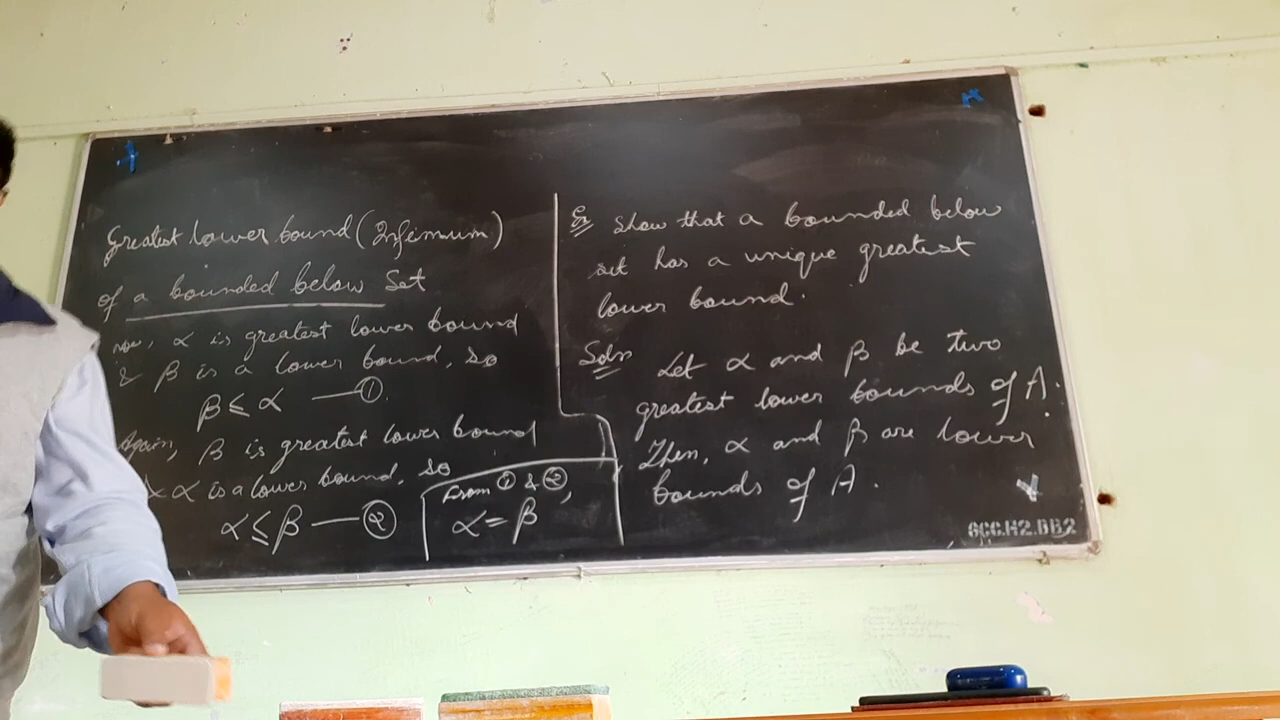 Greatest lower bound (Infimum)
of a bounded below Set
now, α is greatest lower bound
& β is a lower bound, so
β ≤ α —①.
Again, β is greatest lower bound
& α is a lower bound, so
α ≤ β —②
From ① & ②,
α = β
Ex Show that a bounded below
set has a unique greatest
lower bound.
Soln Let α and β be two
greatest lower bounds of A.
Then, α and β are lower
bounds of A.
GCC.H2.BB2